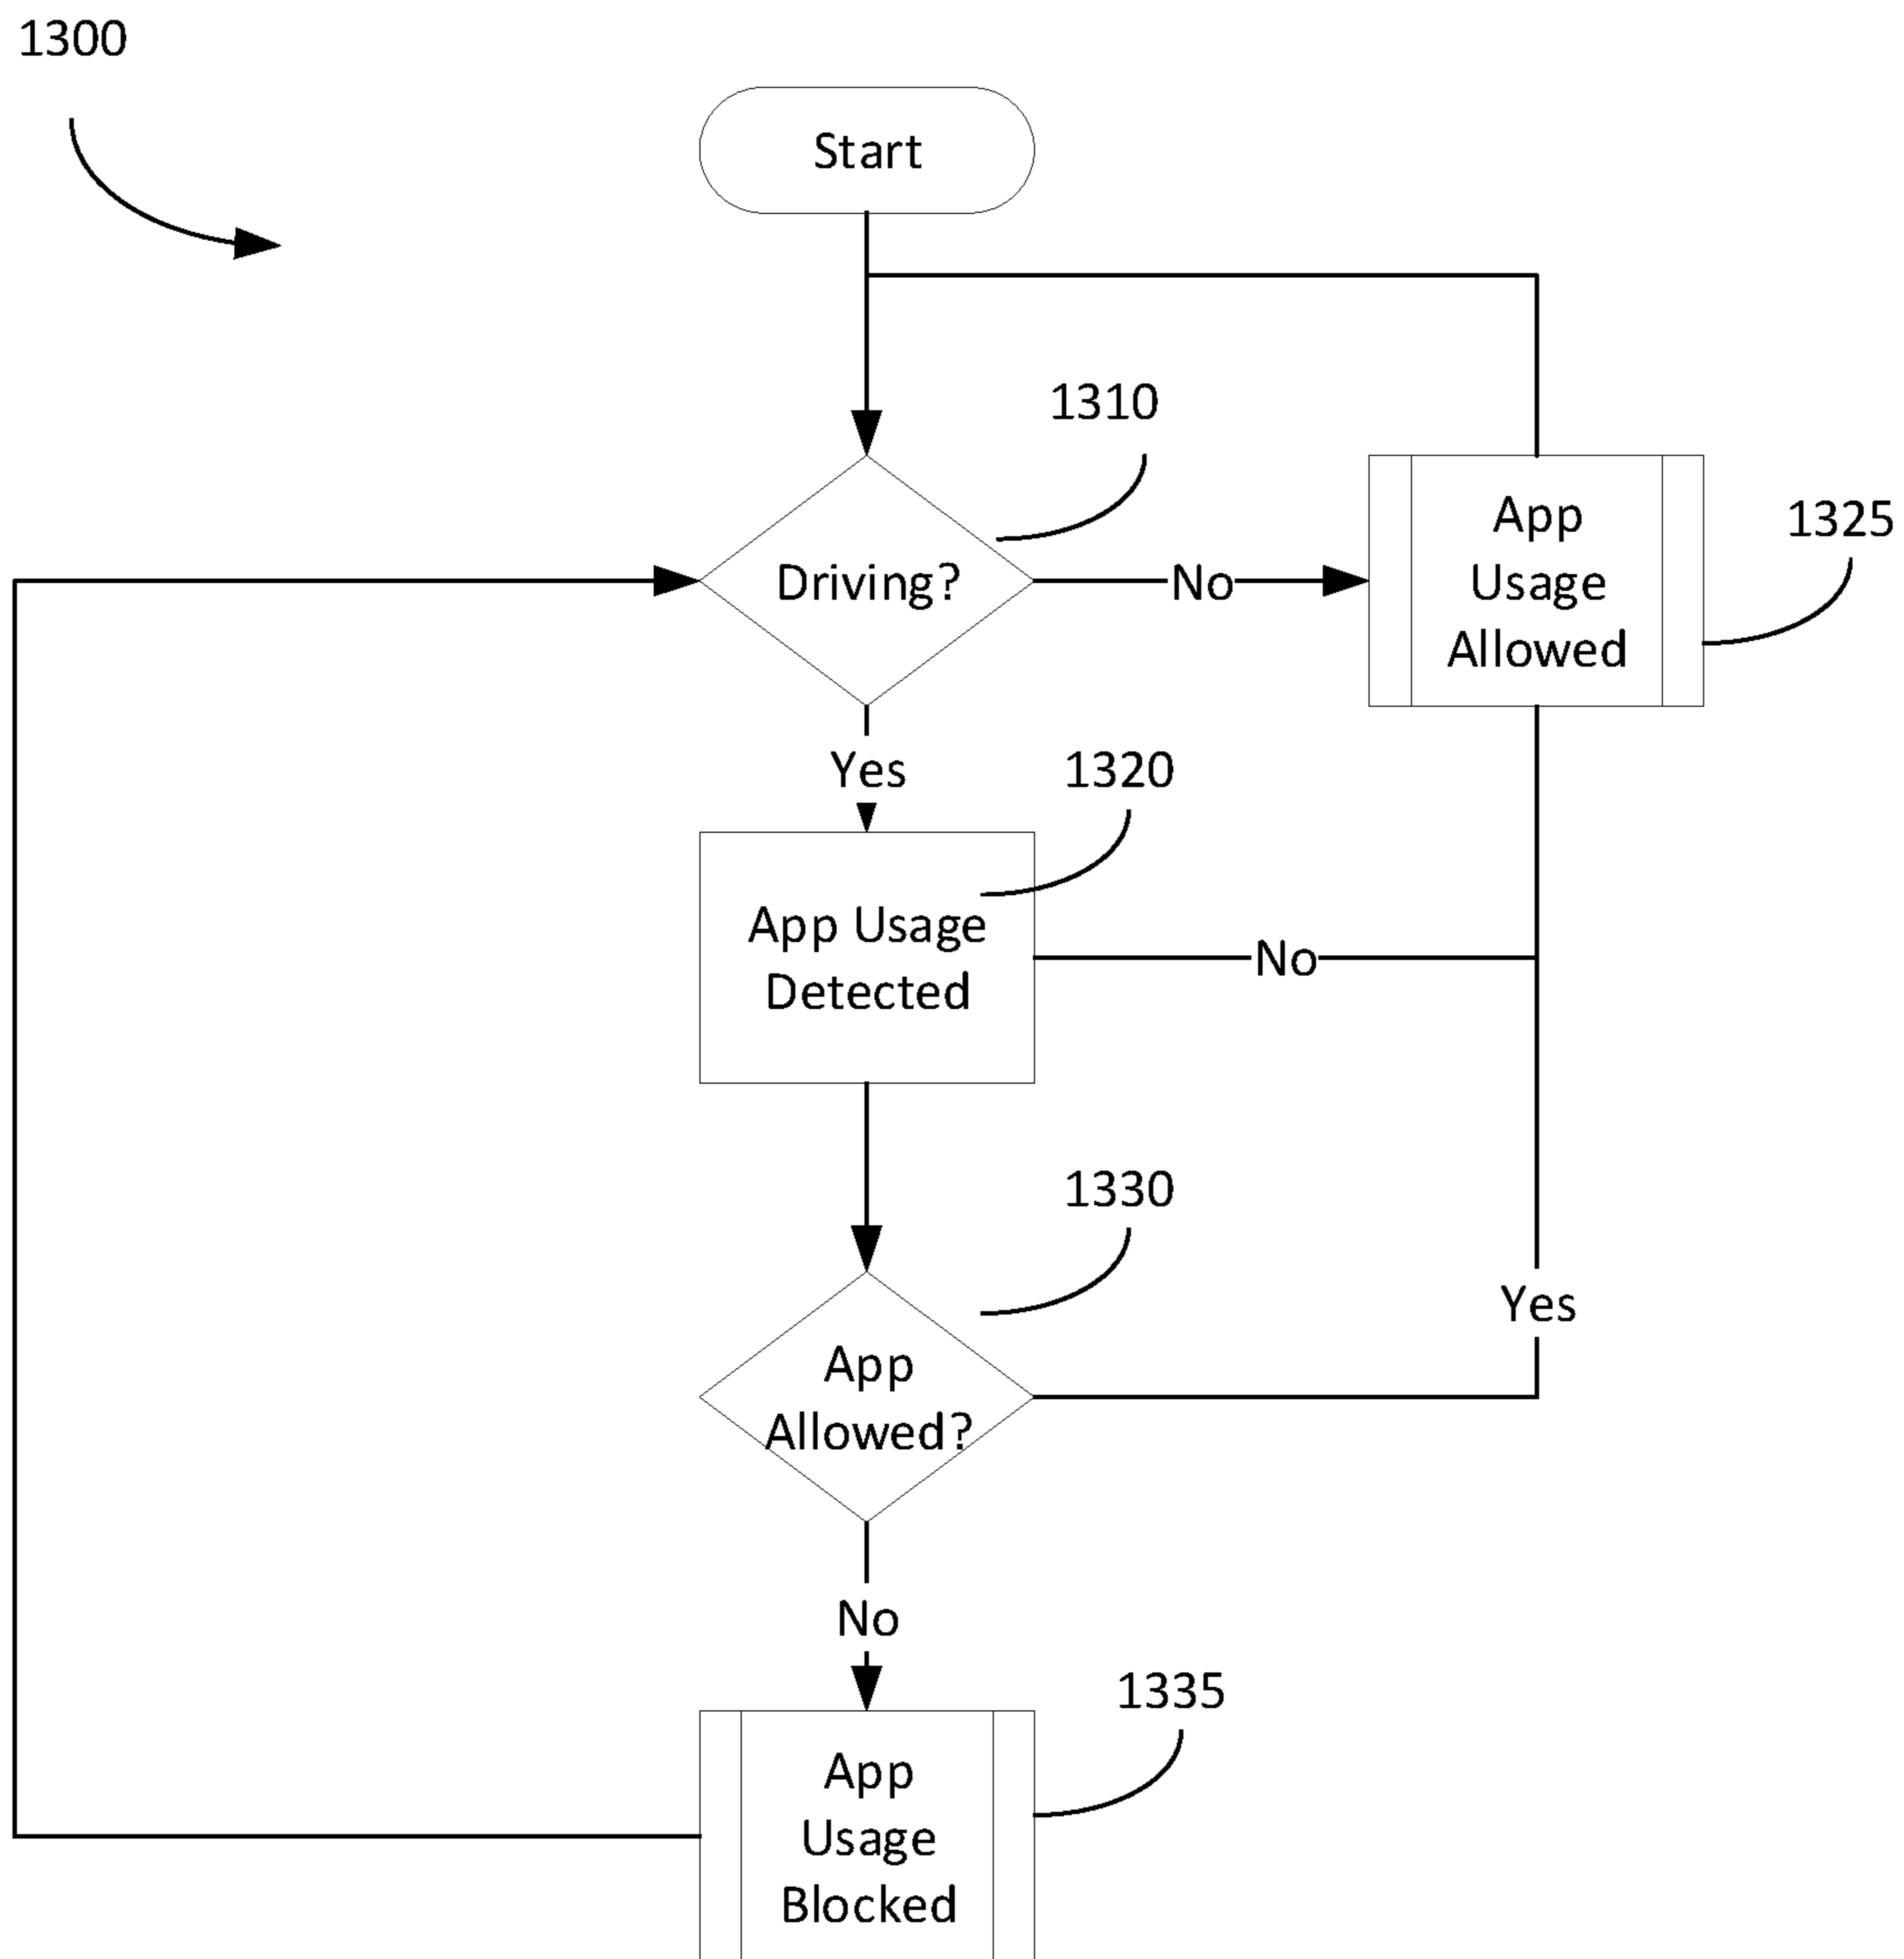 1300
Start
1310
App
Usage
Allowed
1325
Driving?
No
Yes
1320
App Usage
Detected
No
1330
App
Allowed?
Yes
No
1335
App
Usage
Blocked